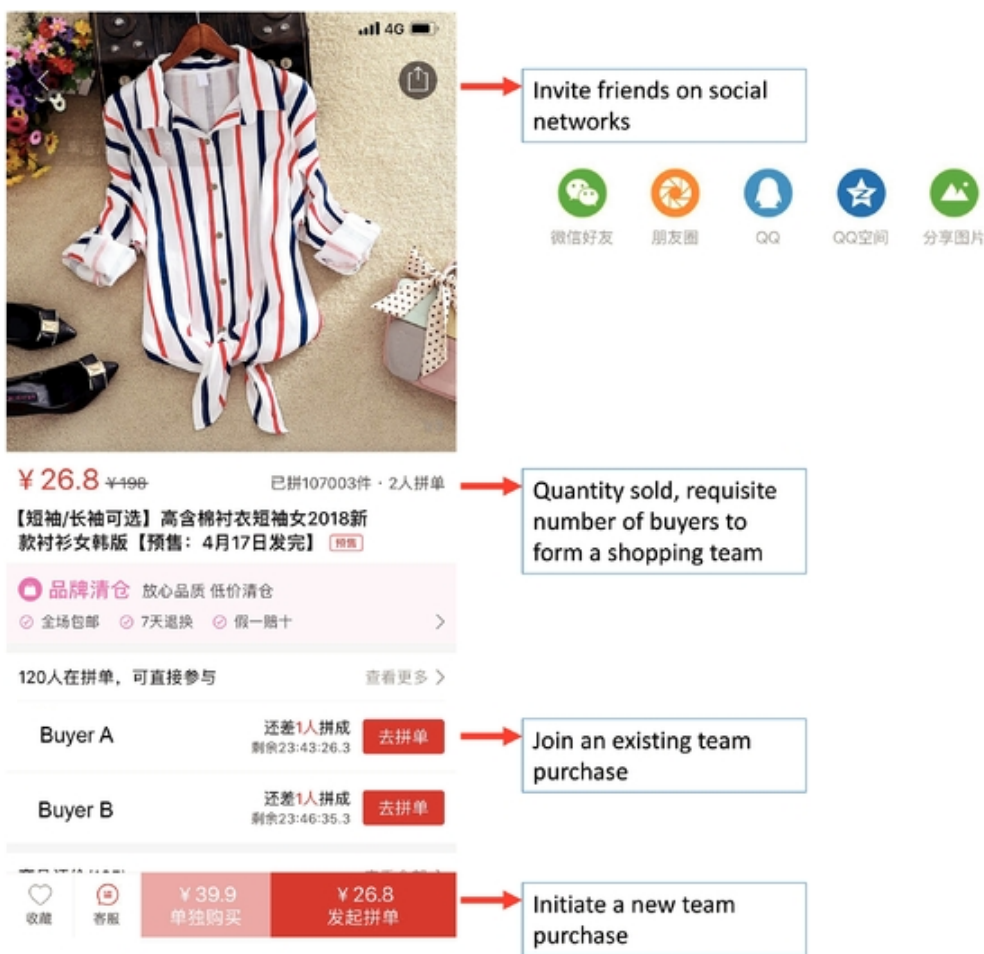 4G
Invite friends on social
networks
微信好友
朋友圈
QQ
QQ空间
分享图片
¥26.8 ¥198
已拼107003件 · 2人拼单
Quantity sold, requisite
number of buyers to
form a shopping team
【短袖/长袖可选】高含棉衬衣短袖女2018新
款衬衫女韩版【预售：4月17日发完】 预售
品牌清仓 放心品质 低价清仓
全场包邮 7天退换 假一赔十
120人在拼单，可直接参与 查看更多
Buyer A
还差1人拼成
剩余23:43:26.3
去拼单
Join an existing team
purchase
Buyer B
还差1人拼成
剩余23:46:35.3
去拼单
收藏
客服
¥39.9
单独购买
¥26.8
发起拼单
Initiate a new team
purchase